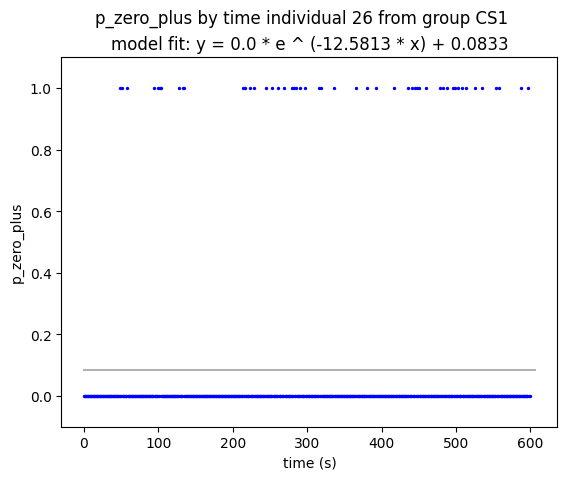 p_zero_plus by time individual 26 from group CS1
model fit: y = 0.0 * e ^ (-12.5813 * x) + 0.0833
1.0
0.8
0.6
0.4
0.2
0.0
p_zero_plus
0 100 200 300 400 500 600
time (s)